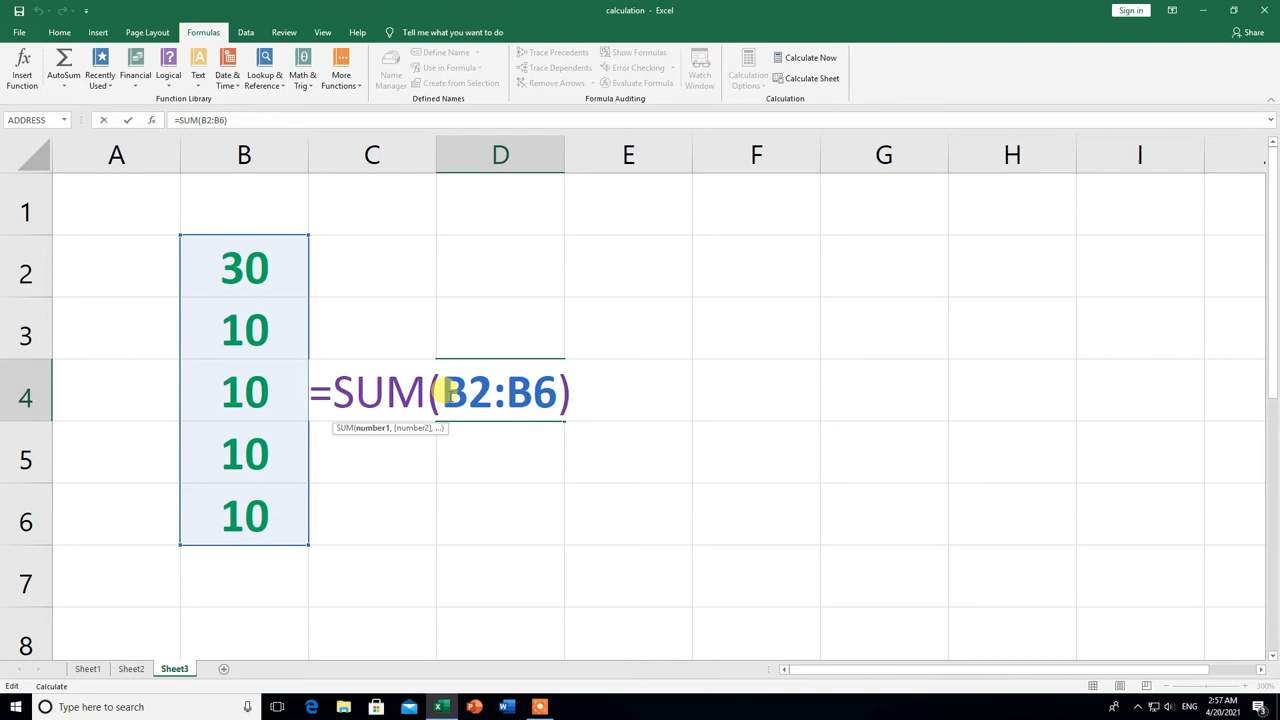 calculation - Excel
Sign in
File Home Insert Page Layout Formulas Data Review View Help Tell me what you want to do Share
Insert Function
AutoSum
Recently Used
Financial
Logical
Text
Date & Time
Lookup & Reference
Math & Trig
More Functions
Function Library
Name Manager
Define Name
Use in Formula
Create from Selection
Defined Names
Trace Precedents
Trace Dependents
Remove Arrows
Show Formulas
Error Checking
Evaluate Formula
Formula Auditing
Watch Window
Calculation Options
Calculate Now
Calculate Sheet
Calculation
ADDRESS fx =SUM(B2:B6)
A B C D E F G H I
1
2 30
3 10
4 10 =SUM(B2:B6)
SUM(number1, [number2], ...)
5 10
6 10
7
8
Sheet1 Sheet2 Sheet3
Edit Calculate 300%
Type here to search
ENG
2:57 AM
4/20/2021